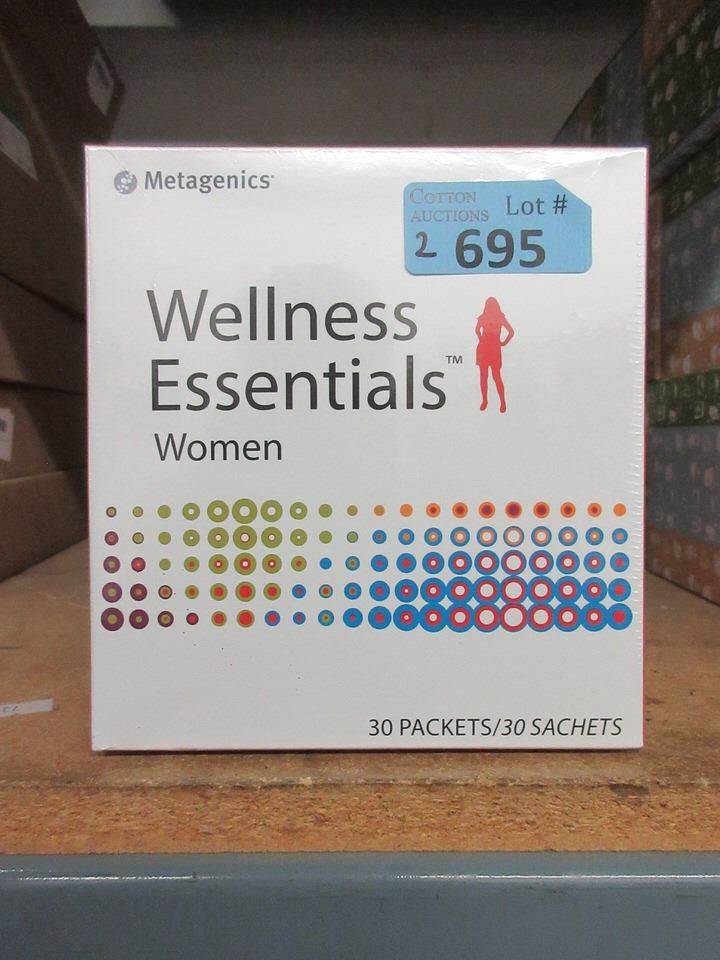 Metagenics
COTTON
AUCTIONS
Lot #
2 695
Wellness
Essentials™
Women
30 PACKETS/30 SACHETS